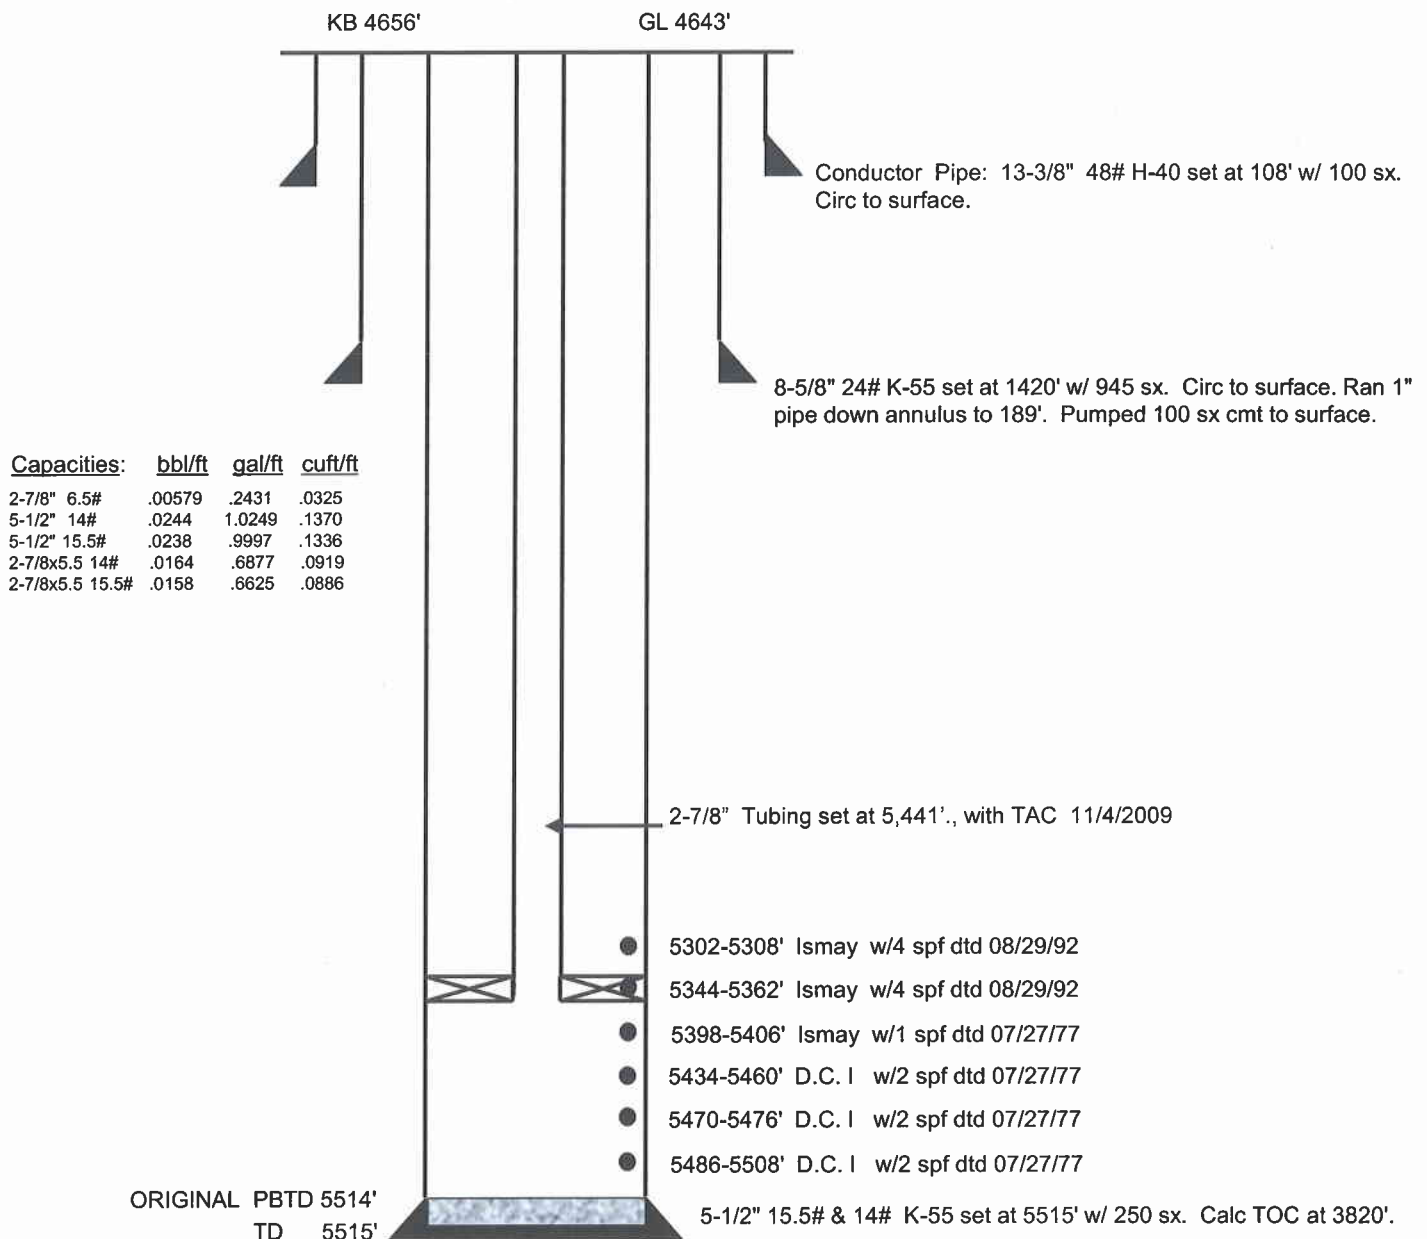 KB 4656' GL 4643'
Conductor Pipe: 13-3/8" 48# H-40 set at 108' w/ 100 sx.
Circ to surface.
8-5/8" 24# K-55 set at 1420' w/ 945 sx. Circ to surface. Ran 1"
pipe down annulus to 189'. Pumped 100 sx cmt to surface.
Capacities: bbl/ft gal/ft cuft/ft
2-7/8" 6.5# .00579 .2431 .0325
5-1/2" 14# .0244 1.0249 .1370
5-1/2" 15.5# .0238 .9997 .1336
2-7/8x5.5 14# .0164 .6877 .0919
2-7/8x5.5 15.5# .0158 .6625 .0886
2-7/8” Tubing set at 5,441’., with TAC 11/4/2009
5302-5308' Ismay w/4 spf dtd 08/29/92
5344-5362' Ismay w/4 spf dtd 08/29/92
5398-5406' Ismay w/1 spf dtd 07/27/77
5434-5460' D.C. I w/2 spf dtd 07/27/77
5470-5476' D.C. I w/2 spf dtd 07/27/77
5486-5508' D.C. I w/2 spf dtd 07/27/77
ORIGINAL PBTD 5514'
TD 5515'
5-1/2" 15.5# & 14# K-55 set at 5515' w/ 250 sx. Calc TOC at 3820'.